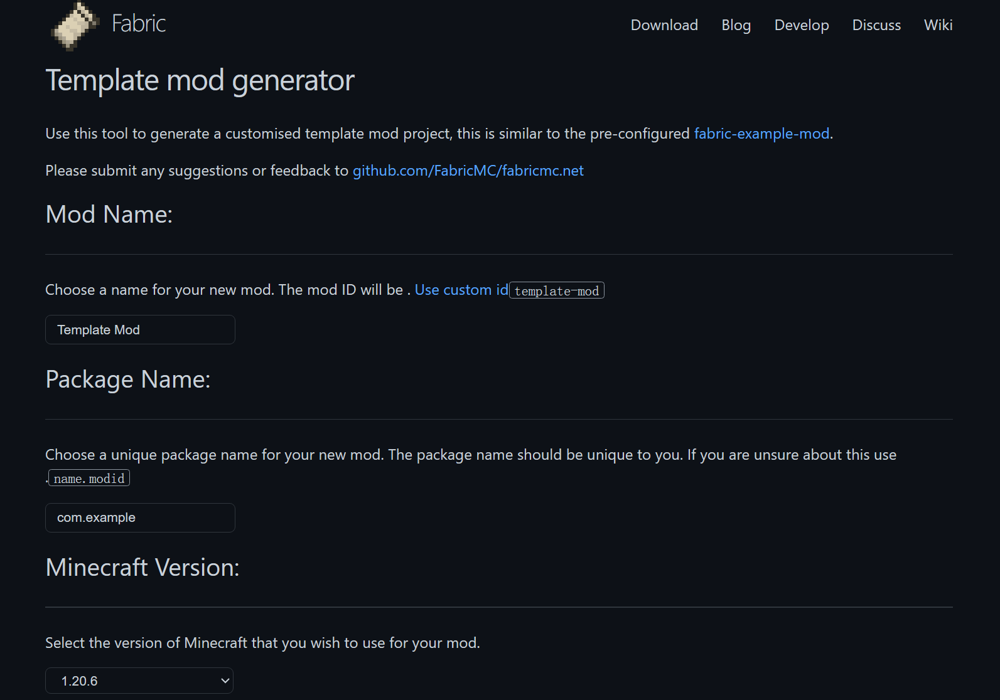 Fabric
Download Blog Develop Discuss Wiki
Template mod generator
Use this tool to generate a customised template mod project, this is similar to the pre-configured fabric-example-mod.
Please submit any suggestions or feedback to github.com/FabricMC/fabricmc.net
Mod Name:
Choose a name for your new mod. The mod ID will be . Use custom id template-mod
Template Mod
Package Name:
Choose a unique package name for your new mod. The package name should be unique to you. If you are unsure about this use
. name.modid
com.example
Minecraft Version:
Select the version of Minecraft that you wish to use for your mod.
1.20.6